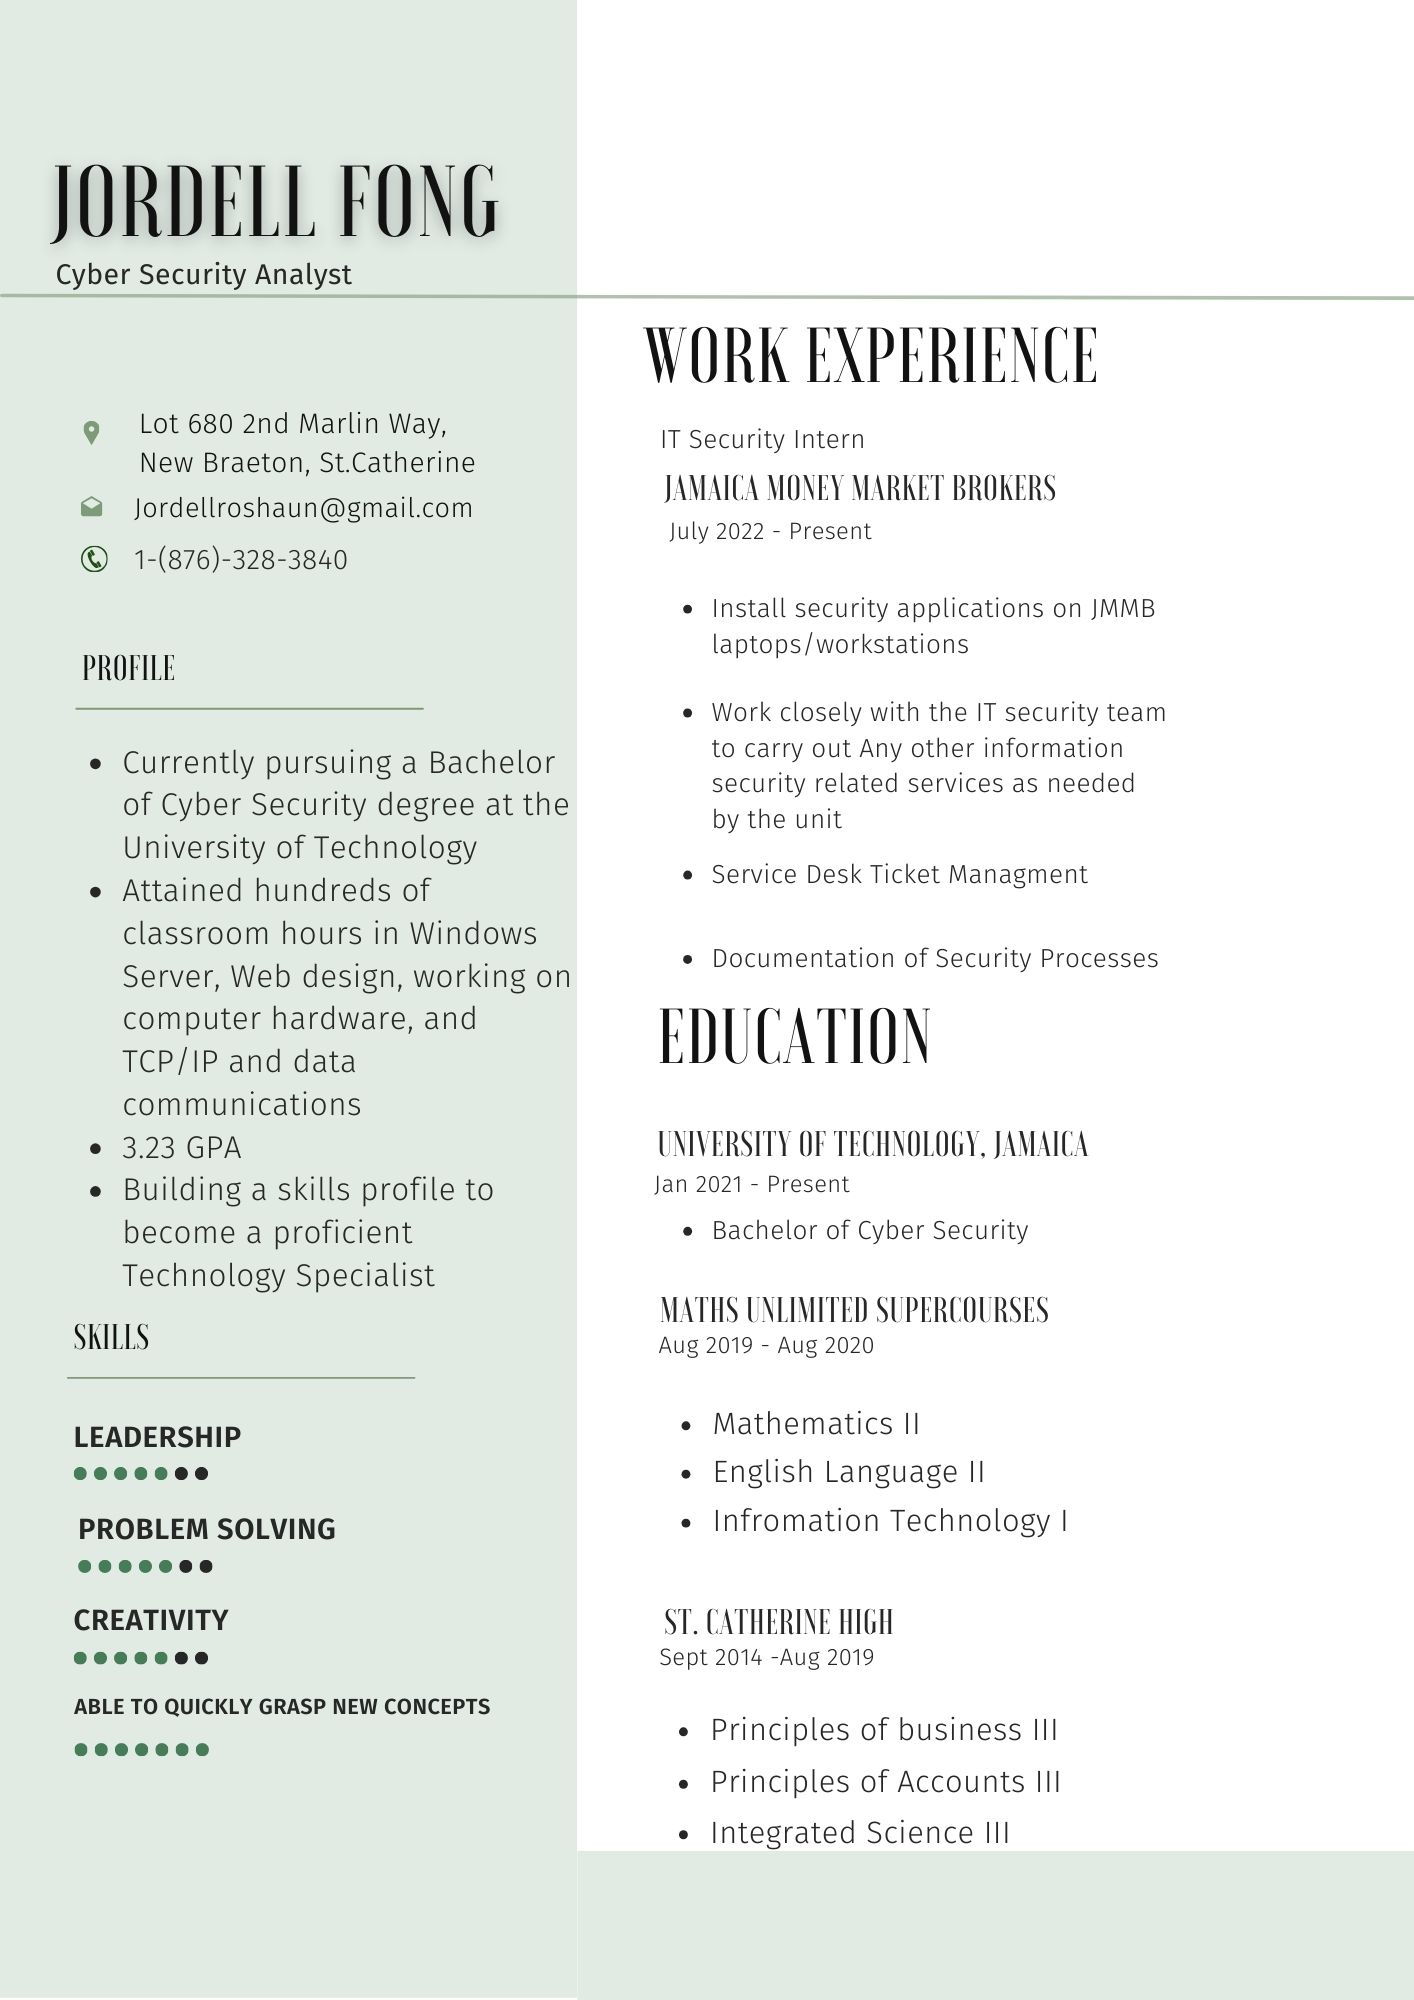 JORDELL FONG
Cyber Security Analyst
Lot 680 2nd Marlin Way,
New Braeton, St.Catherine
Jordellroshaun@gmail.com
1-(876)-328-3840
PROFILE
• Currently pursuing a Bachelor
of Cyber Security degree at the
University of Technology
• Attained hundreds of
classroom hours in Windows
Server, Web design, working on
computer hardware, and
TCP/IP and data
communications
• 3.23 GPA
• Building a skills profile to
become a proficient
Technology Specialist
SKILLS
LEADERSHIP
PROBLEM SOLVING
CREATIVITY
ABLE TO QUICKLY GRASP NEW CONCEPTS
WORK EXPERIENCE
IT Security Intern
JAMAICA MONEY MARKET BROKERS
July 2022 - Present
• Install security applications on JMMB
laptops/workstations
• Work closely with the IT security team
to carry out Any other information
security related services as needed
by the unit
• Service Desk Ticket Managment
• Documentation of Security Processes
EDUCATION
UNIVERSITY OF TECHNOLOGY, JAMAICA
Jan 2021 - Present
• Bachelor of Cyber Security
MATHS UNLIMITED SUPERCOURSES
Aug 2019 - Aug 2020
• Mathematics II
• English Language II
• Infromation Technology I
ST. CATHERINE HIGH
Sept 2014 -Aug 2019
• Principles of business III
• Principles of Accounts III
• Integrated Science III